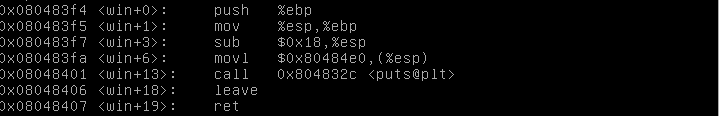 0x080483f4 <win+0>:    push   %ebp
0x080483f5 <win+1>:    mov    %esp,%ebp
0x080483f7 <win+3>:    sub    $0x18,%esp
0x080483fa <win+6>:    movl   $0x80484e0,(%esp)
0x08048401 <win+13>:   call   0x804832c <puts@plt>
0x08048406 <win+18>:   leave
0x08048407 <win+19>:   ret